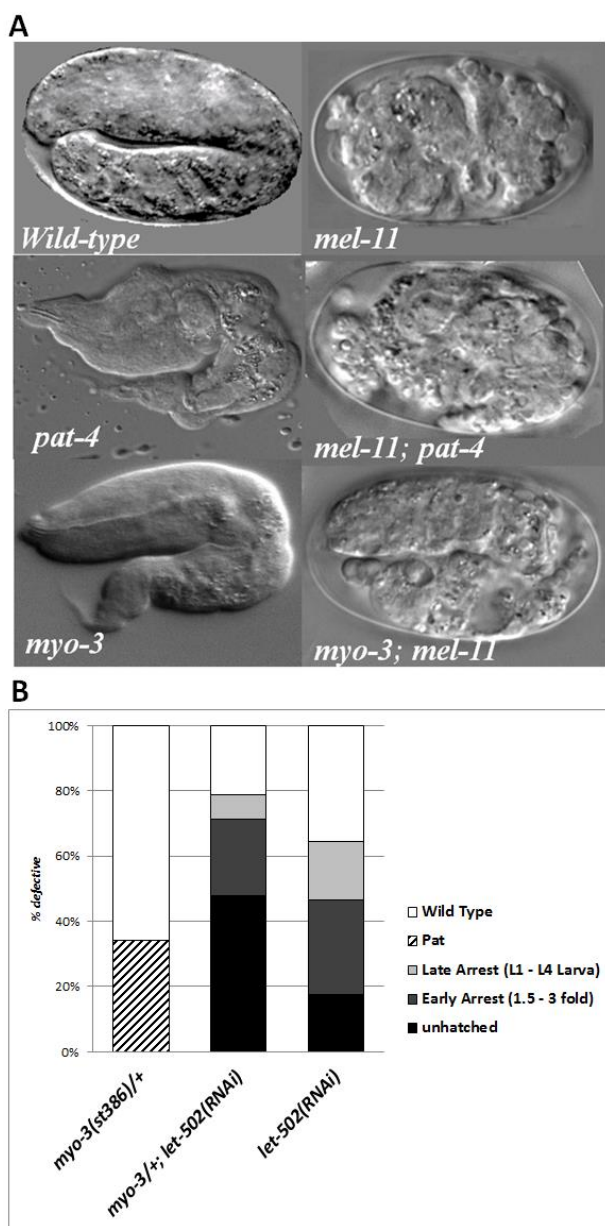 A
Wild-type
mel-11
pat-4
mel-11; pat-4
myo-3
myo-3; mel-11
B
100%
80%
60%
40%
20%
0%
% defective
myo-3(st386)/+
myo-3/+; let-502(RNAi)
let-502(RNAi)
Wild Type
Pat
Late Arrest (L1 - L4 Larva)
Early Arrest (1.5 - 3 fold)
unhatched